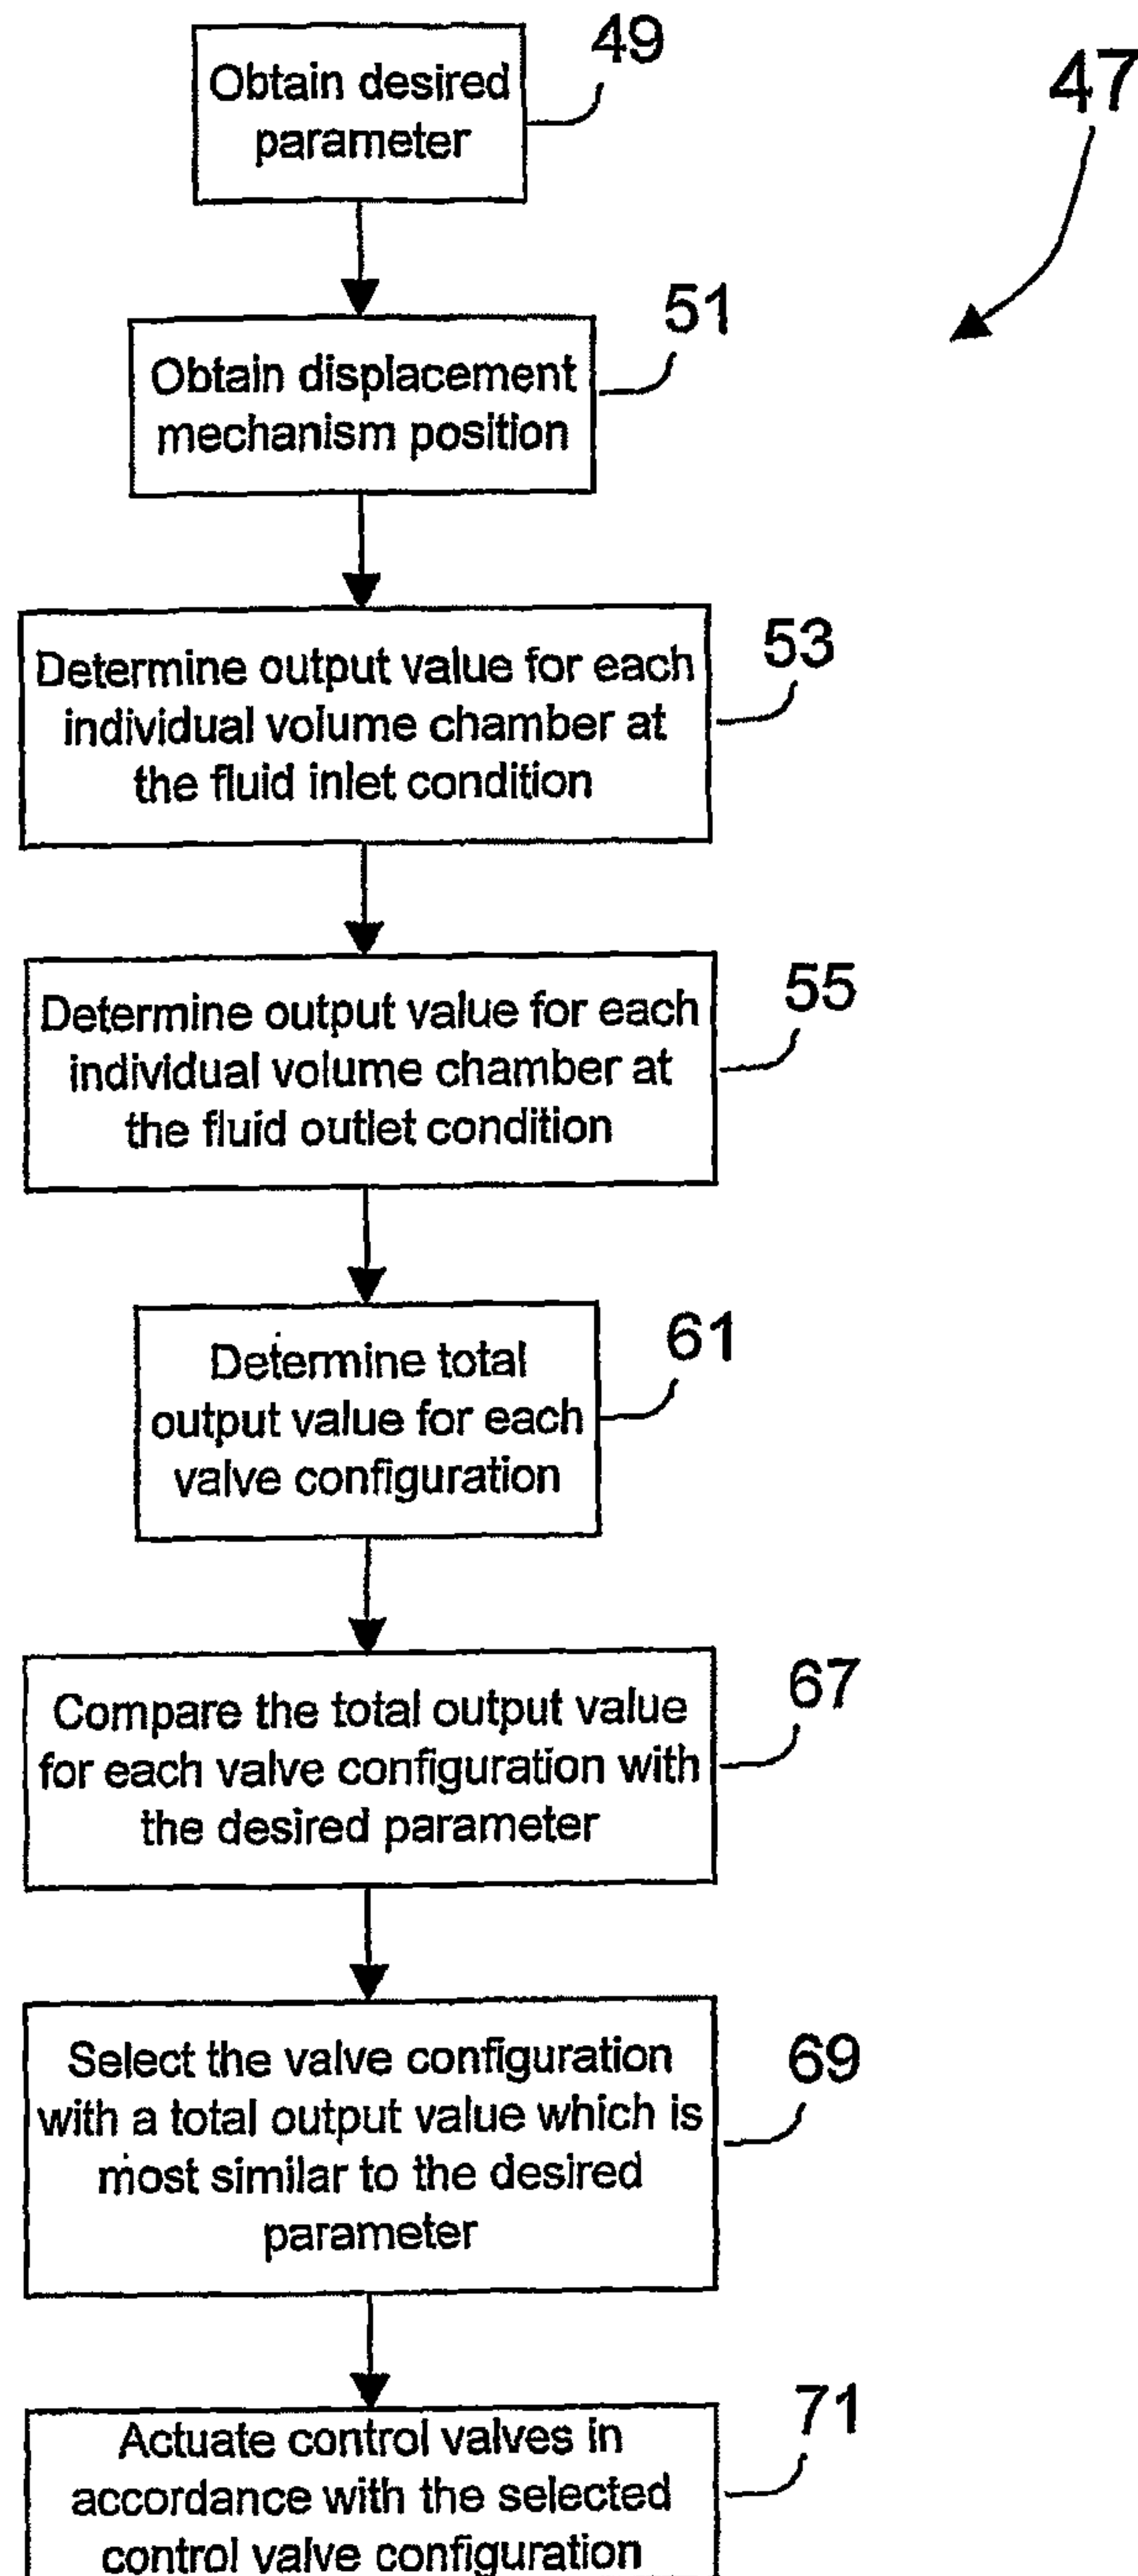 49
Obtain desired
parameter
47
51
Obtain displacement
mechanism position
53
Determine output value for each
individual volume chamber at
the fluid inlet condition
55
Determine output value for each
individual volume chamber at
the fluid outlet condition
61
Determine total
output value for each
valve configuration
67
Compare the total output value
for each valve configuration with
the desired parameter
69
Select the valve configuration
with a total output value which is
most similar to the desired
parameter
71
Actuate control valves in
accordance with the selected
control valve configuration